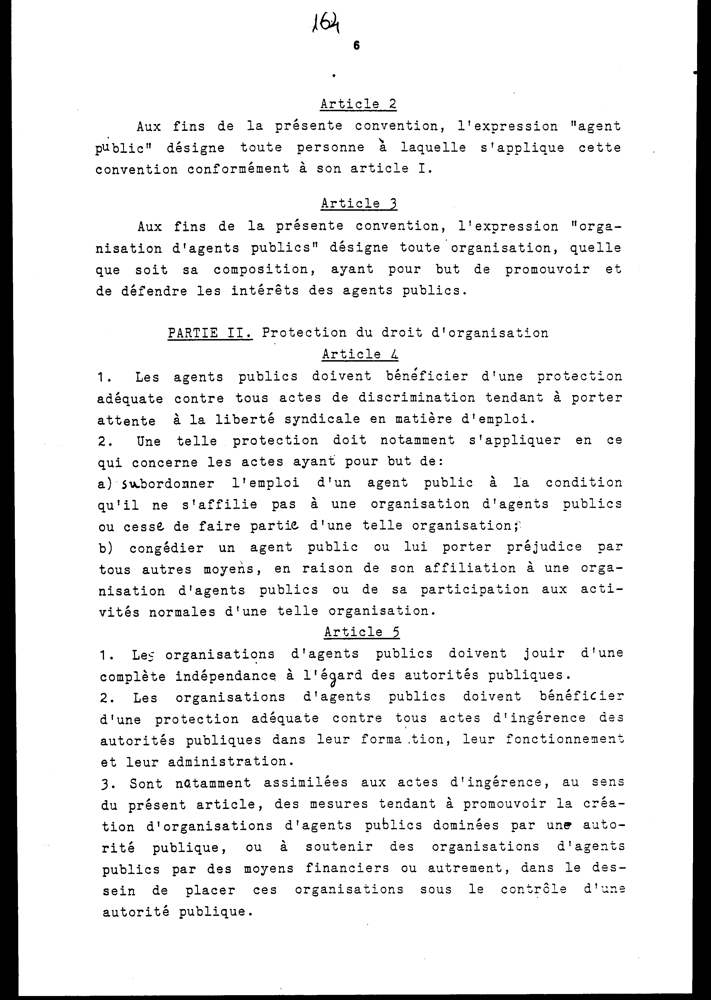 164
6
Article 2
Aux fins de la présente convention, l'expression "agent
public" désigne toute personne à laquelle s'applique cette
convention conformément à son article I.
Article 3
Aux fins de la présente convention, l'expression "orga-
nisation d'agents publics" désigne toute organisation, quelle
que soit sa composition, ayant pour but de promouvoir et
de défendre les intérêts des agents publics.
PARTIE II. Protection du droit d'organisation
Article 4
1. Les agents publics doivent bénéficier d'une protection
adéquate contre tous actes de discrimination tendant à porter
attente à la liberté syndicale en matière d'emploi.
2. Une telle protection doit notamment s'appliquer en ce
qui concerne les actes ayant pour but de:
a) subordonner l'emploi d'un agent public à la condition
qu'il ne s'affilie pas à une organisation d'agents publics
ou cesse de faire partie d'une telle organisation;
b) congédier un agent public ou lui porter préjudice par
tous autres moyens, en raison de son affiliation à une orga-
nisation d'agents publics ou de sa participation aux acti-
vités normales d'une telle organisation.
Article 5
1. Les organisations d'agents publics doivent jouir d'une
complète indépendance à l'égard des autorités publiques.
2. Les organisations d'agents publics doivent bénéficier
d'une protection adéquate contre tous actes d'ingérence des
autorités publiques dans leur forma.tion, leur fonctionnement
et leur administration.
3. Sont notamment assimilées aux actes d'ingérence, au sens
du présent article, des mesures tendant à promouvoir la créa-
tion d'organisations d'agents publics dominées par une auto-
rité publique, ou à soutenir des organisations d'agents
publics par des moyens financiers ou autrement, dans le des-
sein de placer ces organisations sous le contrôle d'une
autorité publique.